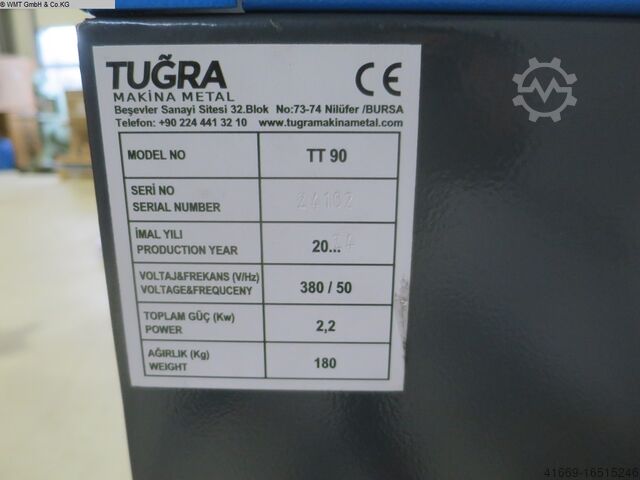 © WMT GmbH & Co.KG
TUĞRA CE
MAKİNA METAL
Beşevler Sanayi Sitesi 32.Blok No:73-74 Nilüfer /BURSA
Telefon: +90 224 441 32 10 www.tugramakinametal.com
MODEL NO TT 90
SERİ NO
SERIAL NUMBER 24102
İMAL YILI
PRODUCTION YEAR 20...
VOLTAJ&FREKANS (V/Hz)
VOLTAGE&FREQUCENY 380 / 50
TOPLAM GÜÇ (Kw)
POWER 2,2
AĞIRLIK (Kg)
WEIGHT 180
41669-16515246